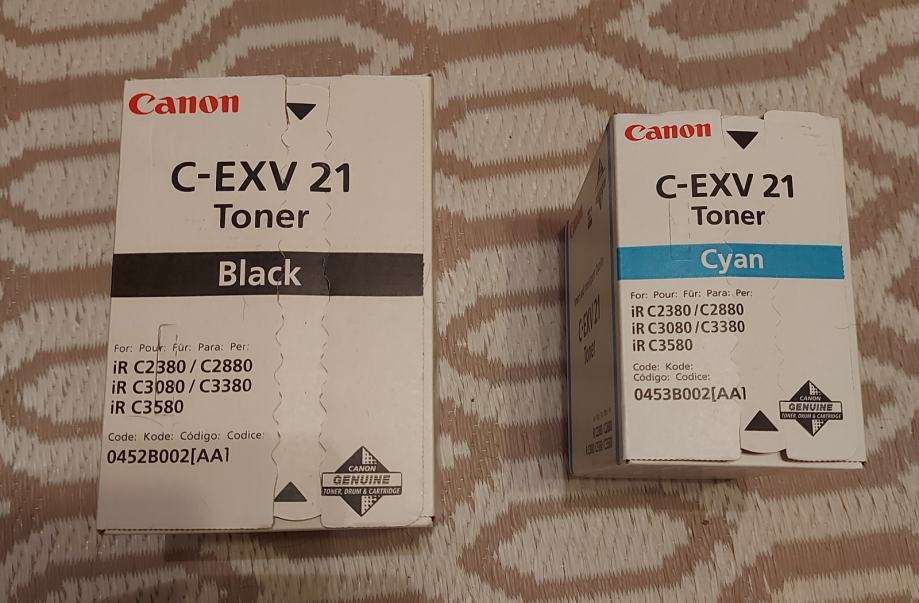 Canon
C-EXV 21
Toner
Black
For: Pour: Für: Para: Per:
iR C2380 / C2880
iR C3080 / C3380
iR C3580
Code: Kode: Código: Codice:
0452B002[AA]
CANON
GENUINE
TONER, DRUM & CARTRIDGE
Canon
C-EXV 21
Toner
Cyan
For: Pour: Für: Para: Per:
iR C2380 / C2880
iR C3080 / C3380
iR C3580
Code: Kode:
Código: Codice:
0453B002[AA]
CANON
GENUINE
TONER, DRUM & CARTRIDGE
C-EXV 21
Toner